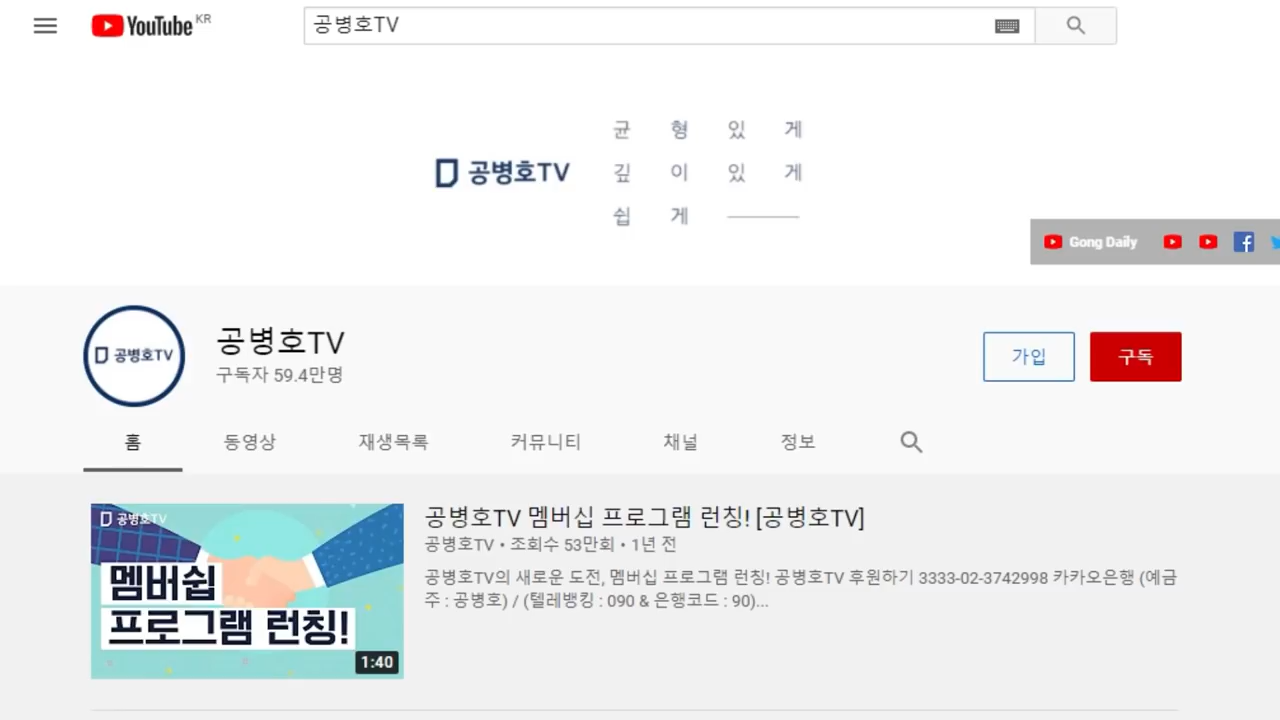 YouTube KR
공병호TV
균형있게
공병호TV
깊이있게
쉽게
Gong Daily
공병호TV
공병호TV
구독자 59.4만명
가입
구독
홈
동영상
재생목록
커뮤니티
채널
정보
공병호TV
멤버쉽
프로그램 런칭!
1:40
공병호TV 멤버십 프로그램 런칭! [공병호TV]
공병호TV • 조회수 53만회 • 1년 전
공병호TV의 새로운 도전, 멤버십 프로그램 런칭! 공병호TV 후원하기 3333-02-3742998 카카오은행 (예금
주 : 공병호) / (텔레뱅킹 : 090 & 은행코드 : 90)...